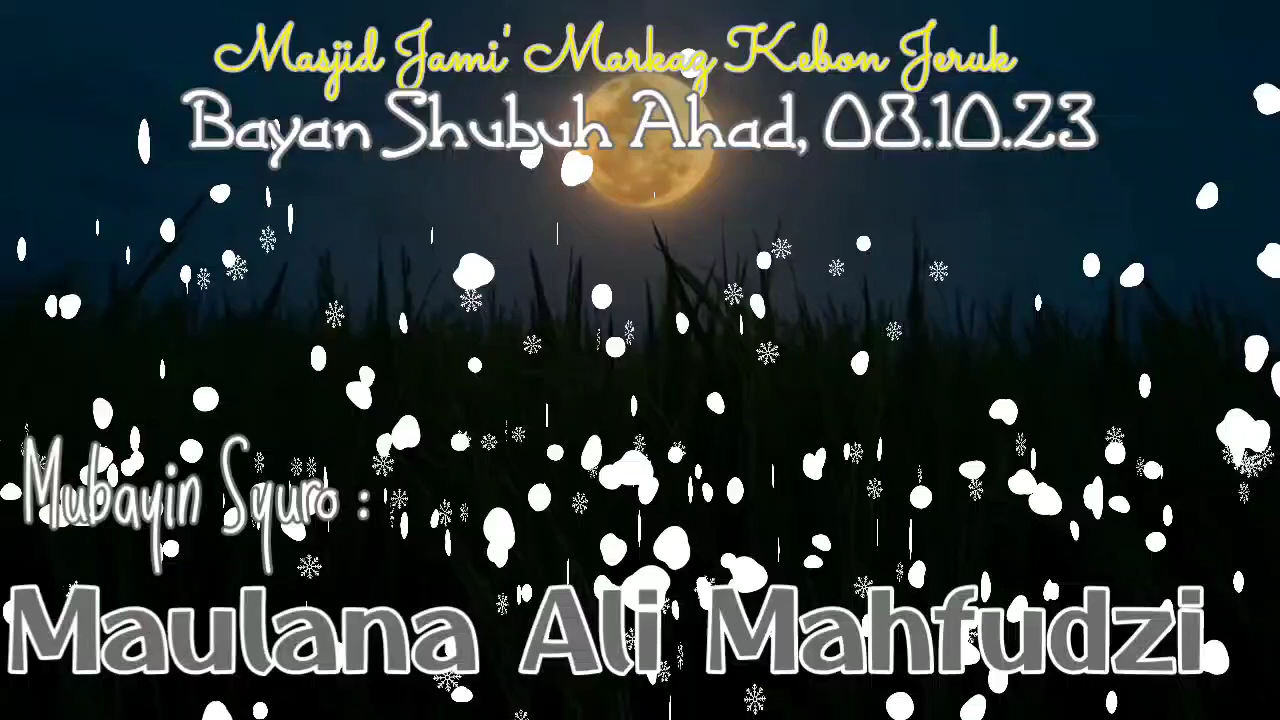 Masjid Jami' Markaz Kebon Jeruk
Bayan Shubuh Ahad, 08.10.23
Mubayin Syuro :
Maulana Ali Mahfudzi